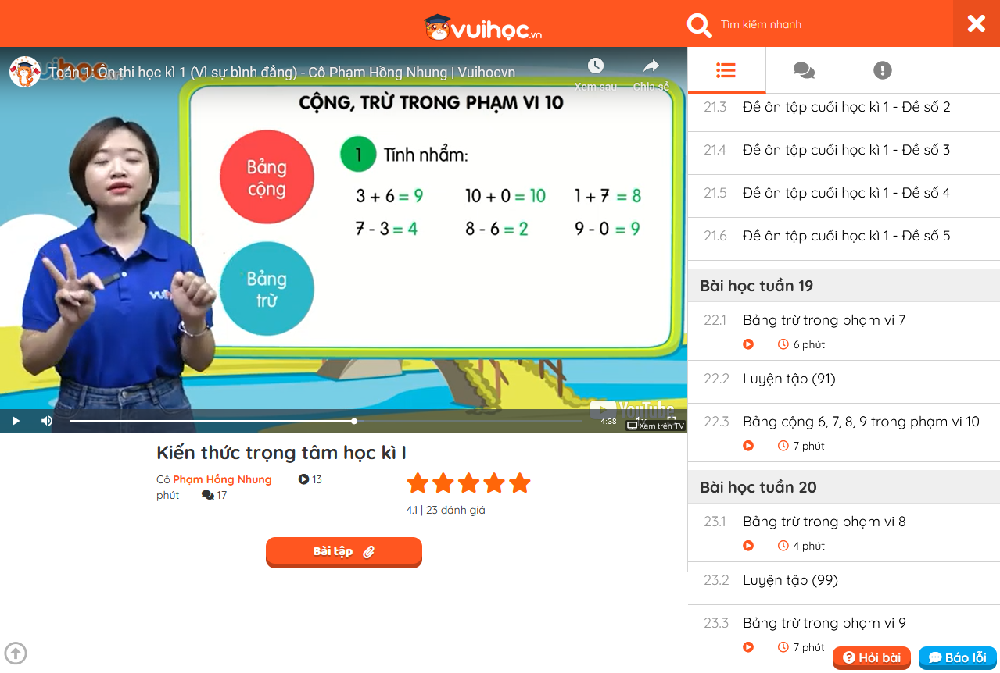 vuihọc.vn
Tìm kiếm nhanh
Toán 1: Ôn thi học kì 1 (Vì sự bình đẳng) - Cô Phạm Hồng Nhung | Vuihocvn
Xem sau
Chia sẻ
CỘNG, TRỪ TRONG PHẠM VI 10
Bảng
cộng
1 Tính nhẩm:
3 + 6 = 9 10 + 0 = 10 1 + 7 = 8
7 - 3 = 4 8 - 6 = 2 9 - 0 = 9
Bảng
trừ
YouTube
-4:38
1x
Xem trên TV
Kiến thức trọng tâm học kì I
Cô Phạm Hồng Nhung 13
phút 17
4.1 | 23 đánh giá
Bài tập
21.3 Đề ôn tập cuối học kì 1 - Đề số 2
21.4 Đề ôn tập cuối học kì 1 - Đề số 3
21.5 Đề ôn tập cuối học kì 1 - Đề số 4
21.6 Đề ôn tập cuối học kì 1 - Đề số 5
Bài học tuần 19
22.1 Bảng trừ trong phạm vi 7
6 phút
22.2 Luyện tập (91)
22.3 Bảng cộng 6, 7, 8, 9 trong phạm vi 10
7 phút
Bài học tuần 20
23.1 Bảng trừ trong phạm vi 8
4 phút
23.2 Luyện tập (99)
23.3 Bảng trừ trong phạm vi 9
7 phút
Hỏi bài
Báo lỗi